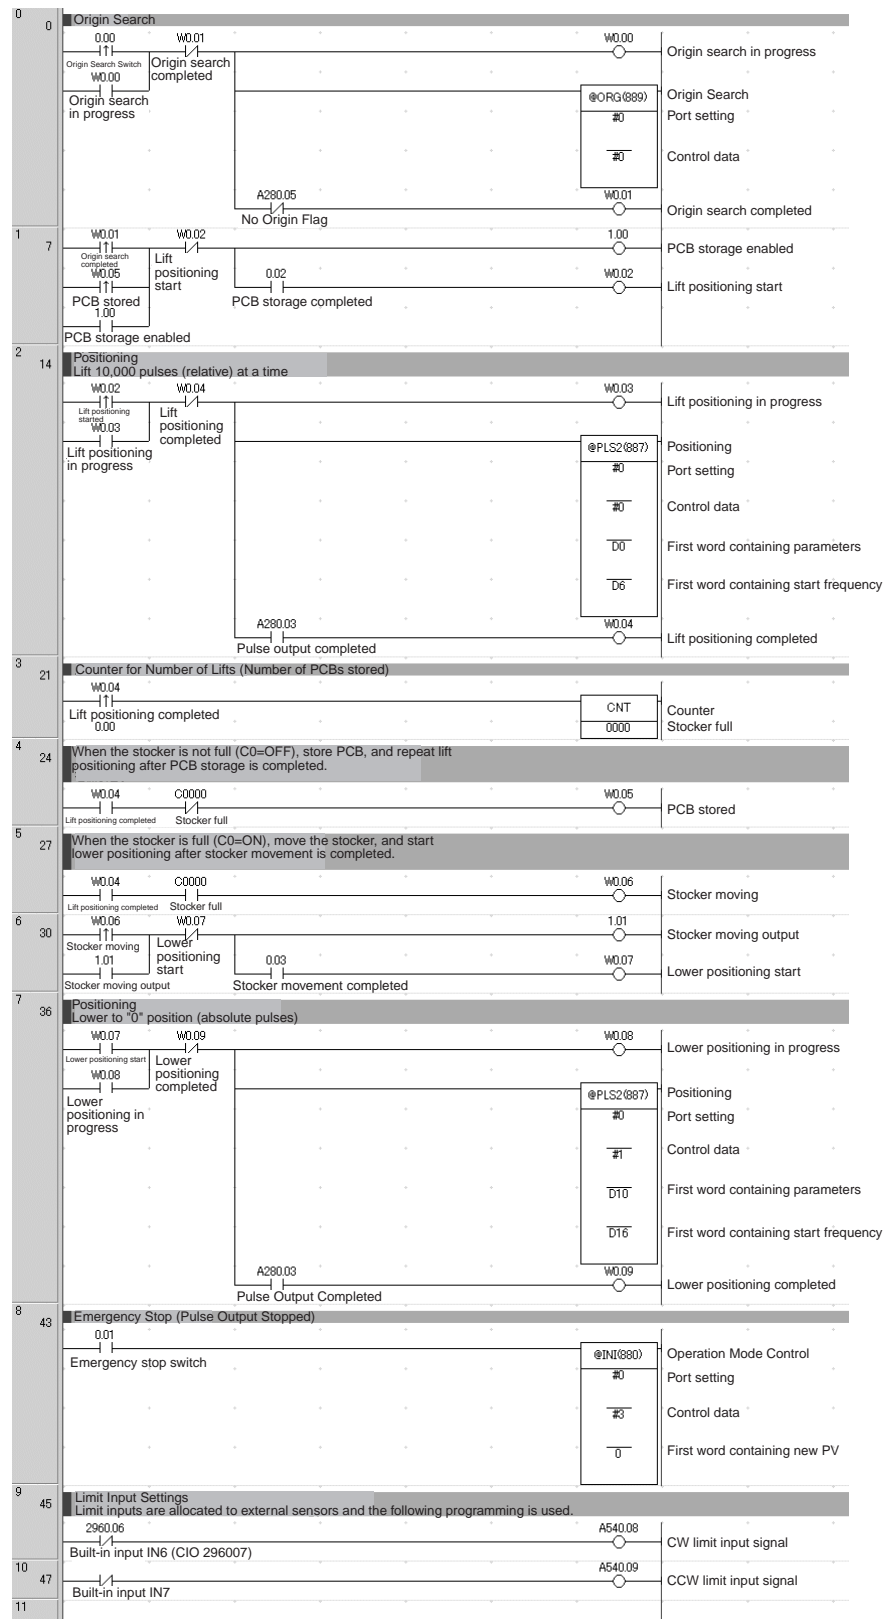 0
0
Origin Search
0.00 W0.01 W0.00
Origin Search Switch
Origin search completed
Origin search in progress
W0.00
Origin search in progress
@ORG(889) Origin Search
#0 Port setting
#0 Control data
A280.05 W0.01
No Origin Flag
Origin search completed
1
7
W0.01 W0.02 1.00
Origin search completed
Lift positioning start
PCB storage enabled
W0.05 0.02 W0.02
PCB stored
PCB storage completed
Lift positioning start
1.00
PCB storage enabled
2
14
Positioning
Lift 10,000 pulses (relative) at a time
W0.02 W0.04 W0.03
Lift positioning started
Lift positioning completed
Lift positioning in progress
W0.03
Lift positioning in progress
@PLS2(887) Positioning
#0 Port setting
#0 Control data
D0 First word containing parameters
D6 First word containing start frequency
A280.03 W0.04
Pulse output completed
Lift positioning completed
3
21
Counter for Number of Lifts (Number of PCBs stored)
W0.04
Lift positioning completed
CNT Counter
0.00 0000 Stocker full
4
24
When the stocker is not full (C0=OFF), store PCB, and repeat lift
positioning after PCB storage is completed.
W0.04 C0000 W0.05
Lift positioning completed Stocker full
PCB stored
5
27
When the stocker is full (C0=ON), move the stocker, and start
lower positioning after stocker movement is completed.
W0.04 C0000 W0.06
Lift positioning completed Stocker full
Stocker moving
6
30
W0.06 W0.07 1.01
Stocker moving
Lower positioning start
Stocker moving output
1.01 0.03 W0.07
Stocker moving output
Stocker movement completed
Lower positioning start
7
36
Positioning
Lower to "0" position (absolute pulses)
W0.07 W0.09 W0.08
Lower positioning start
Lower positioning completed
Lower positioning in progress
W0.08
Lower positioning in progress
@PLS2(887) Positioning
#0 Port setting
#1 Control data
D10 First word containing parameters
D16 First word containing start frequency
A280.03 W0.09
Pulse Output Completed
Lower positioning completed
8
43
Emergency Stop (Pulse Output Stopped)
0.01
Emergency stop switch
@INI(880) Operation Mode Control
#0 Port setting
#3 Control data
0 First word containing new PV
9
45
Limit Input Settings
Limit inputs are allocated to external sensors and the following programming is used.
2960.06 A540.08
Built-in input IN6 (CIO 296007)
CW limit input signal
10
47
A540.09
Built-in input IN7
CCW limit input signal
11